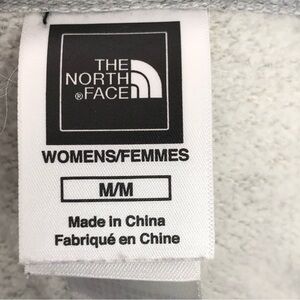 THE
NORTH
®FACE
WOMENS/FEMMES
M/M
Made in China
Fabriqué en Chine